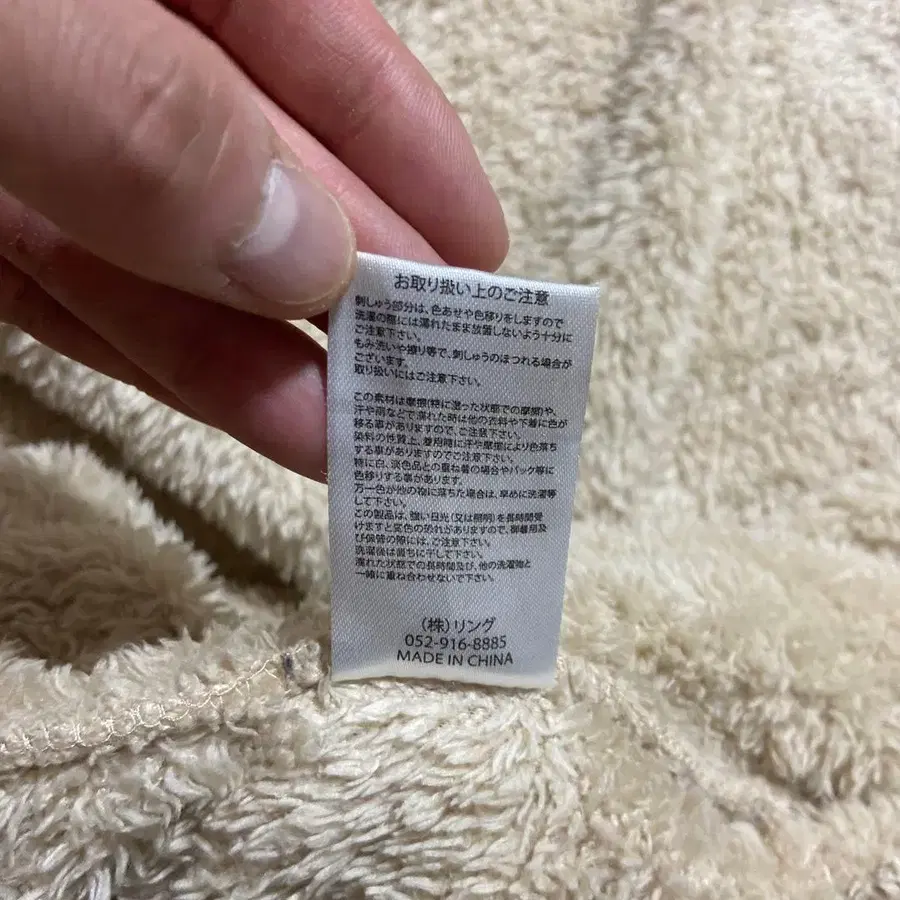 お取り扱い上のご注意
刺しゅう部分は、色あせや色移りをしますので
洗濯の際には濡れたまま放置しないよう十分に
ご注意下さい。
もみ洗いや擦り等で、刺しゅうのほつれる場合が
ございます。
取り扱いにはご注意下さい。
この素材は摩擦(特に湿った状態での摩擦)や、
汗や雨などで濡れた時は他の衣料や下着に色が
移る事がありますので、ご注意下さい。
染料の性質上、着用時に汗や摩擦により色落ち
する事がありますのでご注意下さい。
特に白、淡色品との重ね着の場合やバック等に
色移りする事があります。
万一色が他の物に落ちた場合は、早めに洗濯等
して下さい。
この製品は、強い日光(又は照明)を長時間受
けますと変色の恐れがありますので、御着用及
び保管の際には、ご注意下さい。
洗濯後は直ちに干して下さい。
濡れた状態での長時間及び、他の洗濯物と
一緒に重ね合わせないで下さい。
(株)リング
052-916-8885
MADE IN CHINA